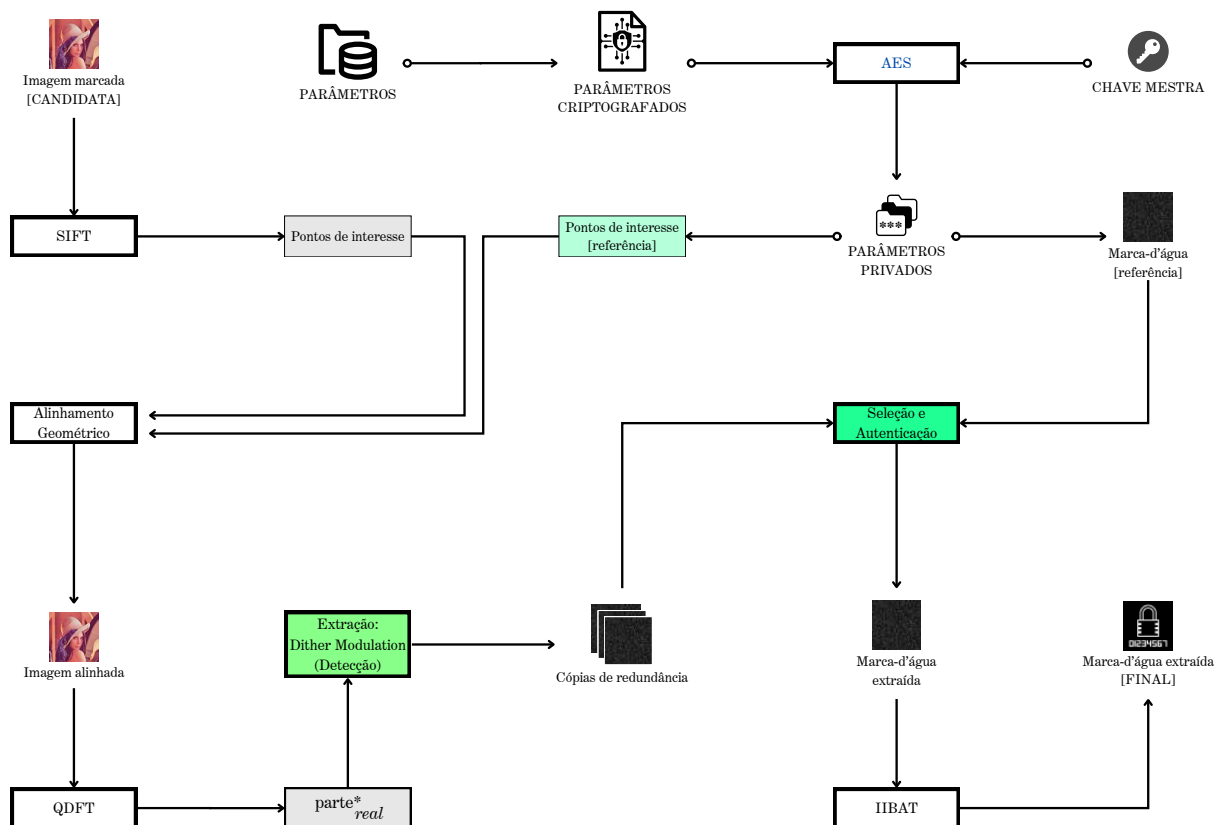 Imagem marcada
[CANDIDATA]
PARÂMETROS
PARÂMETROS
CRIPTOGRAFADOS
AES
CHAVE MESTRA
SIFT
Pontos de interesse
Pontos de interesse
[referência]
***
PARÂMETROS
PRIVADOS
Marca-d'água
[referência]
Alinhamento
Geométrico
Seleção e
Autenticação
Imagem alinhada
Extração:
Dither Modulation
(Detecção)
Cópias de redundância
Marca-d'água
extraída
01234567
Marca-d'água extraída
[FINAL]
QDFT
parte*
real
IIBAT